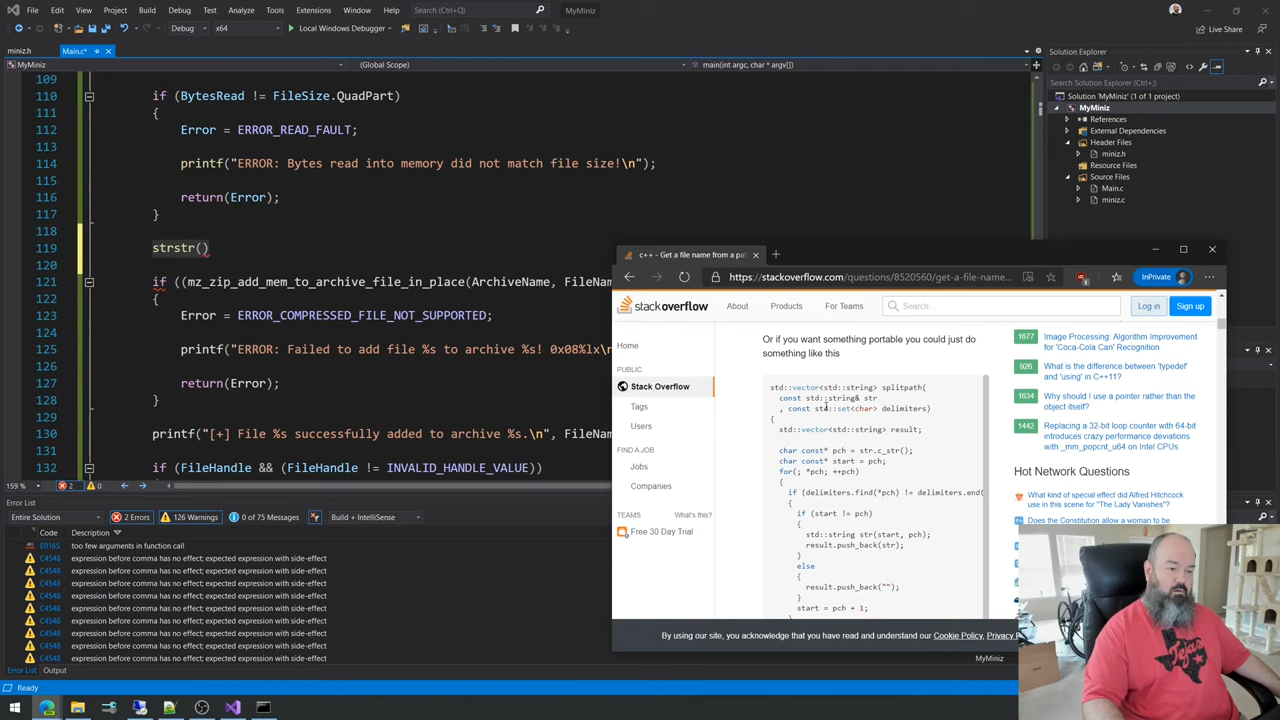 File Edit View Git Project Build Debug Test Analyze Tools Extensions Window Help Search (Ctrl+Q) MyMiniz
Debug x64 Local Windows Debugger Live Share
miniz.h Main.c*
MyMiniz (Global Scope) main(int argc, char * argv[])
109
110 if (BytesRead != FileSize.QuadPart)
111 {
112 Error = ERROR_READ_FAULT;
113
114 printf("ERROR: Bytes read into memory did not match file size!\n");
115
116 return(Error);
117 }
118
119 strstr()
120
121 if ((mz_zip_add_mem_to_archive_file_in_place(ArchiveName, FileN
122 {
123 Error = ERROR_COMPRESSED_FILE_NOT_SUPPORTED;
124
125 printf("ERROR: Failed to add file %s to archive %s! 0x08%lx\n
126
127 return(Error);
128 }
129
130 printf("[+] File %s successfully added to archive %s.\n", FileName
131
132 if (FileHandle && (FileHandle != INVALID_HANDLE_VALUE))
159 % 2 0
Error List
Entire Solution 2 Errors 126 Warnings 0 of 75 Messages Build + IntelliSense
Code Description
E0165 too few arguments in function call
C4548 expression before comma has no effect; expected expression with side-effect
C4548 expression before comma has no effect; expected expression with side-effect
C4548 expression before comma has no effect; expected expression with side-effect
C4548 expression before comma has no effect; expected expression with side-effect
C4548 expression before comma has no effect; expected expression with side-effect
C4548 expression before comma has no effect; expected expression with side-effect
C4548 expression before comma has no effect; expected expression with side-effect
C4548 expression before comma has no effect; expected expression with side-effect
C4548 expression before comma has no effect; expected expression with side-effect
Error List Output
Ready
Solution Explorer
Search Solution Explorer (Ctrl+;)
Solution 'MyMiniz' (1 of 1 project)
MyMiniz
References
External Dependencies
Header Files
miniz.h
Resource Files
Source Files
Main.c
miniz.c
c++ - Get a file name from a pa
https://stackoverflow.com/questions/8520560/get-a-file-name... InPrivate
stackoverflow About Products For Teams Search... Log in Sign up
Home
PUBLIC
Stack Overflow
Tags
Users
FIND A JOB
Jobs
Companies
TEAMS What's this?
Free 30 Day Trial
Or if you want something portable you could just do
something like this
std::vector<std::string> splitpath(
const std::string& str
, const std::set<char> delimiters)
{
std::vector<std::string> result;
char const* pch = str.c_str();
char const* start = pch;
for(; *pch; ++pch)
{
if (delimiters.find(*pch) != delimiters.end(
{
if (start != pch)
{
std::string str(start, pch);
result.push_back(str);
}
else
{
result.push_back("");
}
start = pch + 1;
}
1677 Image Processing: Algorithm Improvement
for 'Coca-Cola Can' Recognition
926 What is the difference between 'typedef'
and 'using' in C++11?
1634 Why should I use a pointer rather than the
object itself?
1442 Replacing a 32-bit loop counter with 64-bit
introduces crazy performance deviations
with _mm_popcnt_u64 on Intel CPUs
Hot Network Questions
What kind of special effect did Alfred Hitchcock
use in this scene for "The Lady Vanishes"?
Does the Constitution allow a woman to be
By using our site, you acknowledge that you have read and understand our Cookie Policy, Privacy P
MyMiniz